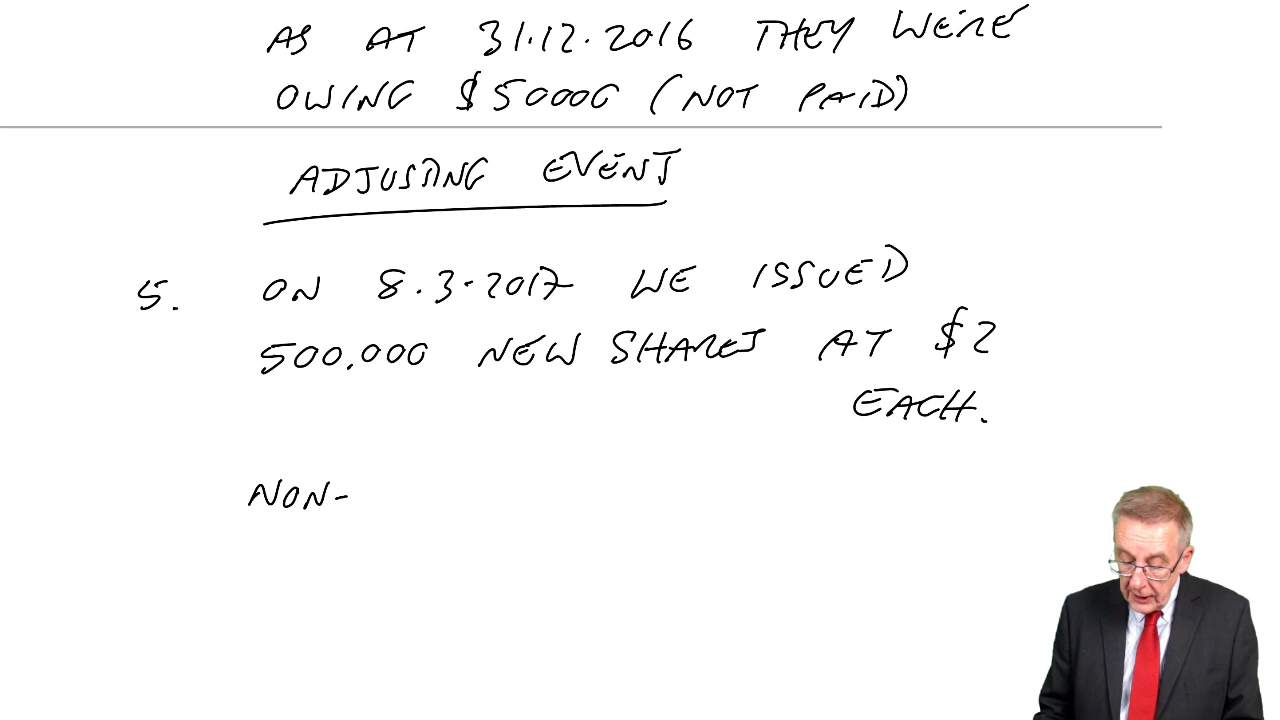 AS AT 31.12.2016 THEY WERE
OWING $50000 (NOT PAID)
ADJUSTING EVENT
5. ON 8.3.2017 WE ISSUED
500,000 NEW SHARES AT $2
EACH.
NON-